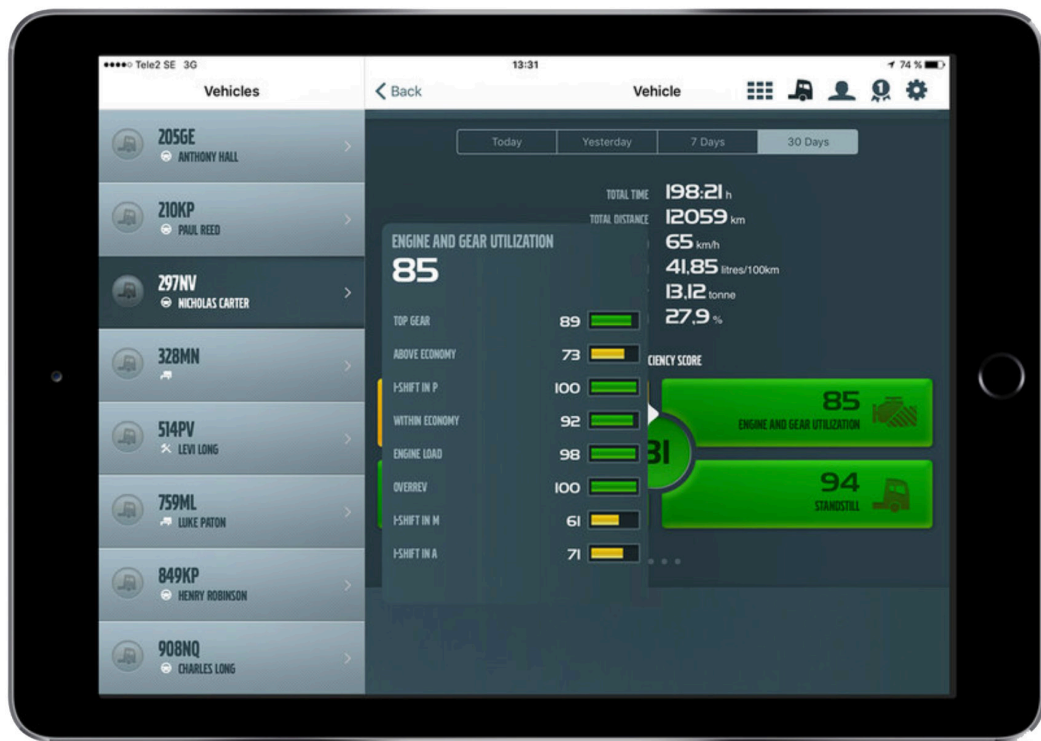 Tele2 SE 3G
13:31
74 %
Vehicles
205GE
ANTHONY HALL
210KP
PAUL REED
297NV
NICHOLAS CARTER
328MN
514PV
LEVI LONG
759ML
LUKE PATON
849KP
HENRY ROBINSON
908NQ
CHARLES LONG
Back
Vehicle
1
Today
Yesterday
7 Days
30 Days
TOTAL TIME 198:21 h
TOTAL DISTANCE 12059 km
65 km/h
41,85 litres/100km
13,12 tonne
27,9 %
ENGINE AND GEAR UTILIZATION
85
TOP GEAR 89
ABOVE ECONOMY 73
I-SHIFT IN P 100
WITHIN ECONOMY 92
ENGINE LOAD 98
OVERREV 100
I-SHIFT IN M 61
I-SHIFT IN A 71
SCORE
85
ENGINE AND GEAR UTILIZATION
94
STANDSTILL